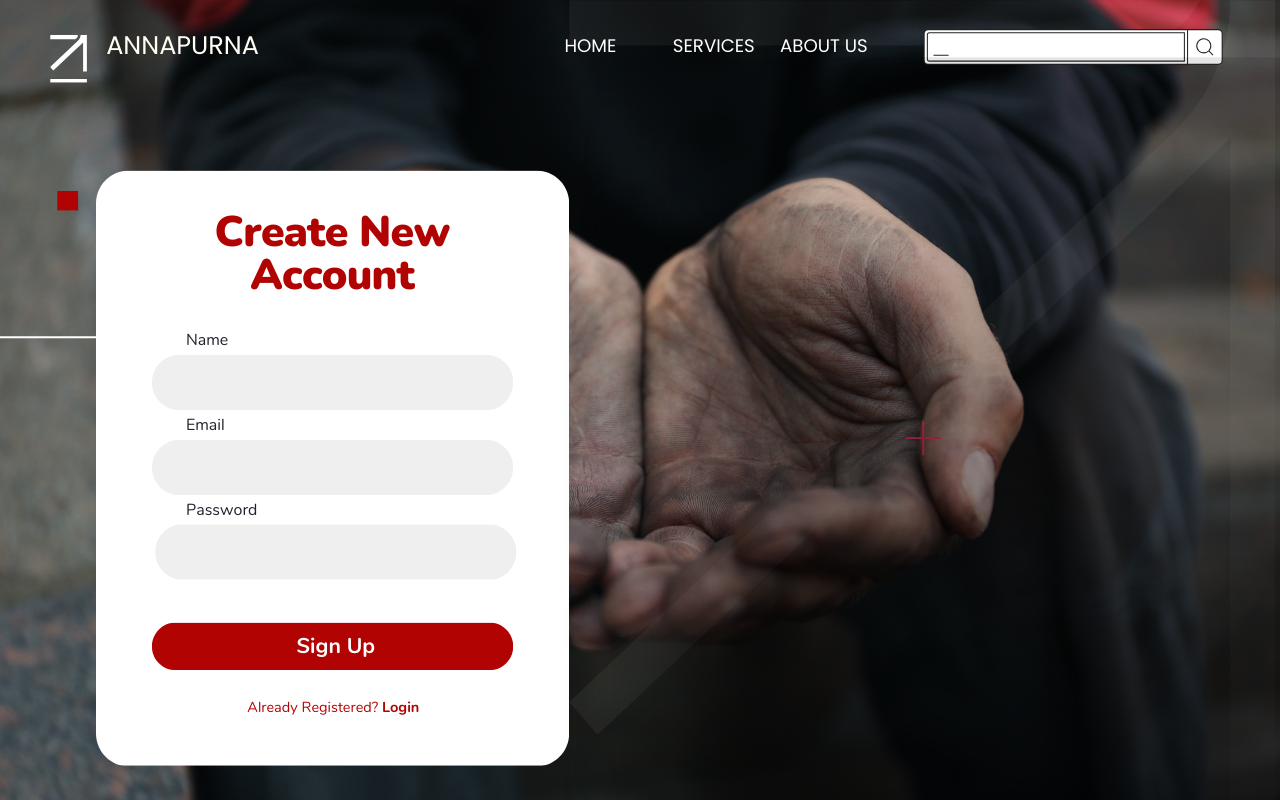 ANNAPURNA
HOME SERVICES ABOUT US
Create New
Account
Name
Email
Password
Sign Up
Already Registered? Login